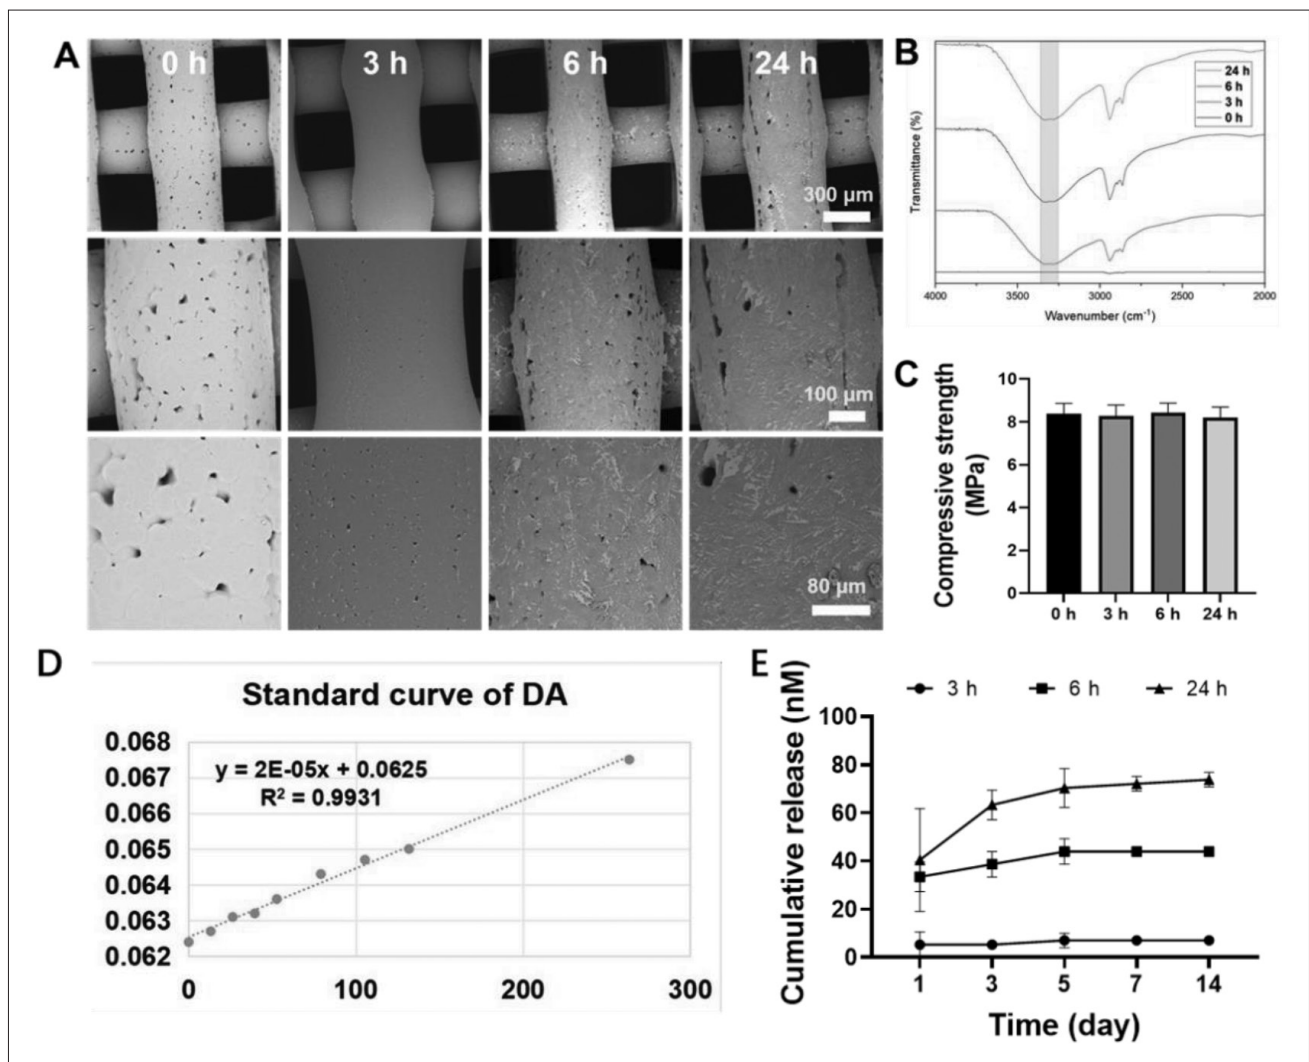 A
0 h
3 h
6 h
24 h
300 µm
100 µm
80 µm
B
24 h
6 h
3 h
0 h
Transmittance (%)
4000
3500
3000
2500
2000
Wavenumber (cm⁻¹)
C
Compressive strength
(MPa)
10
8
6
4
2
0
0 h
3 h
6 h
24 h
D
Standard curve of DA
y = 2E-05x + 0.0625
R² = 0.9931
0.068
0.067
0.066
0.065
0.064
0.063
0.062
0
100
200
300
E
3 h
6 h
24 h
Cumulative release (nM)
100
80
60
40
20
0
1
3
5
7
14
Time (day)